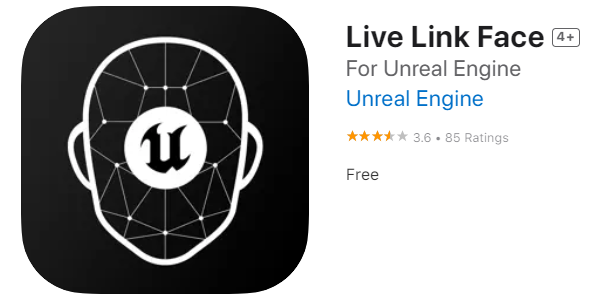 Live Link Face 4+
For Unreal Engine
Unreal Engine
3.6 • 85 Ratings
Free